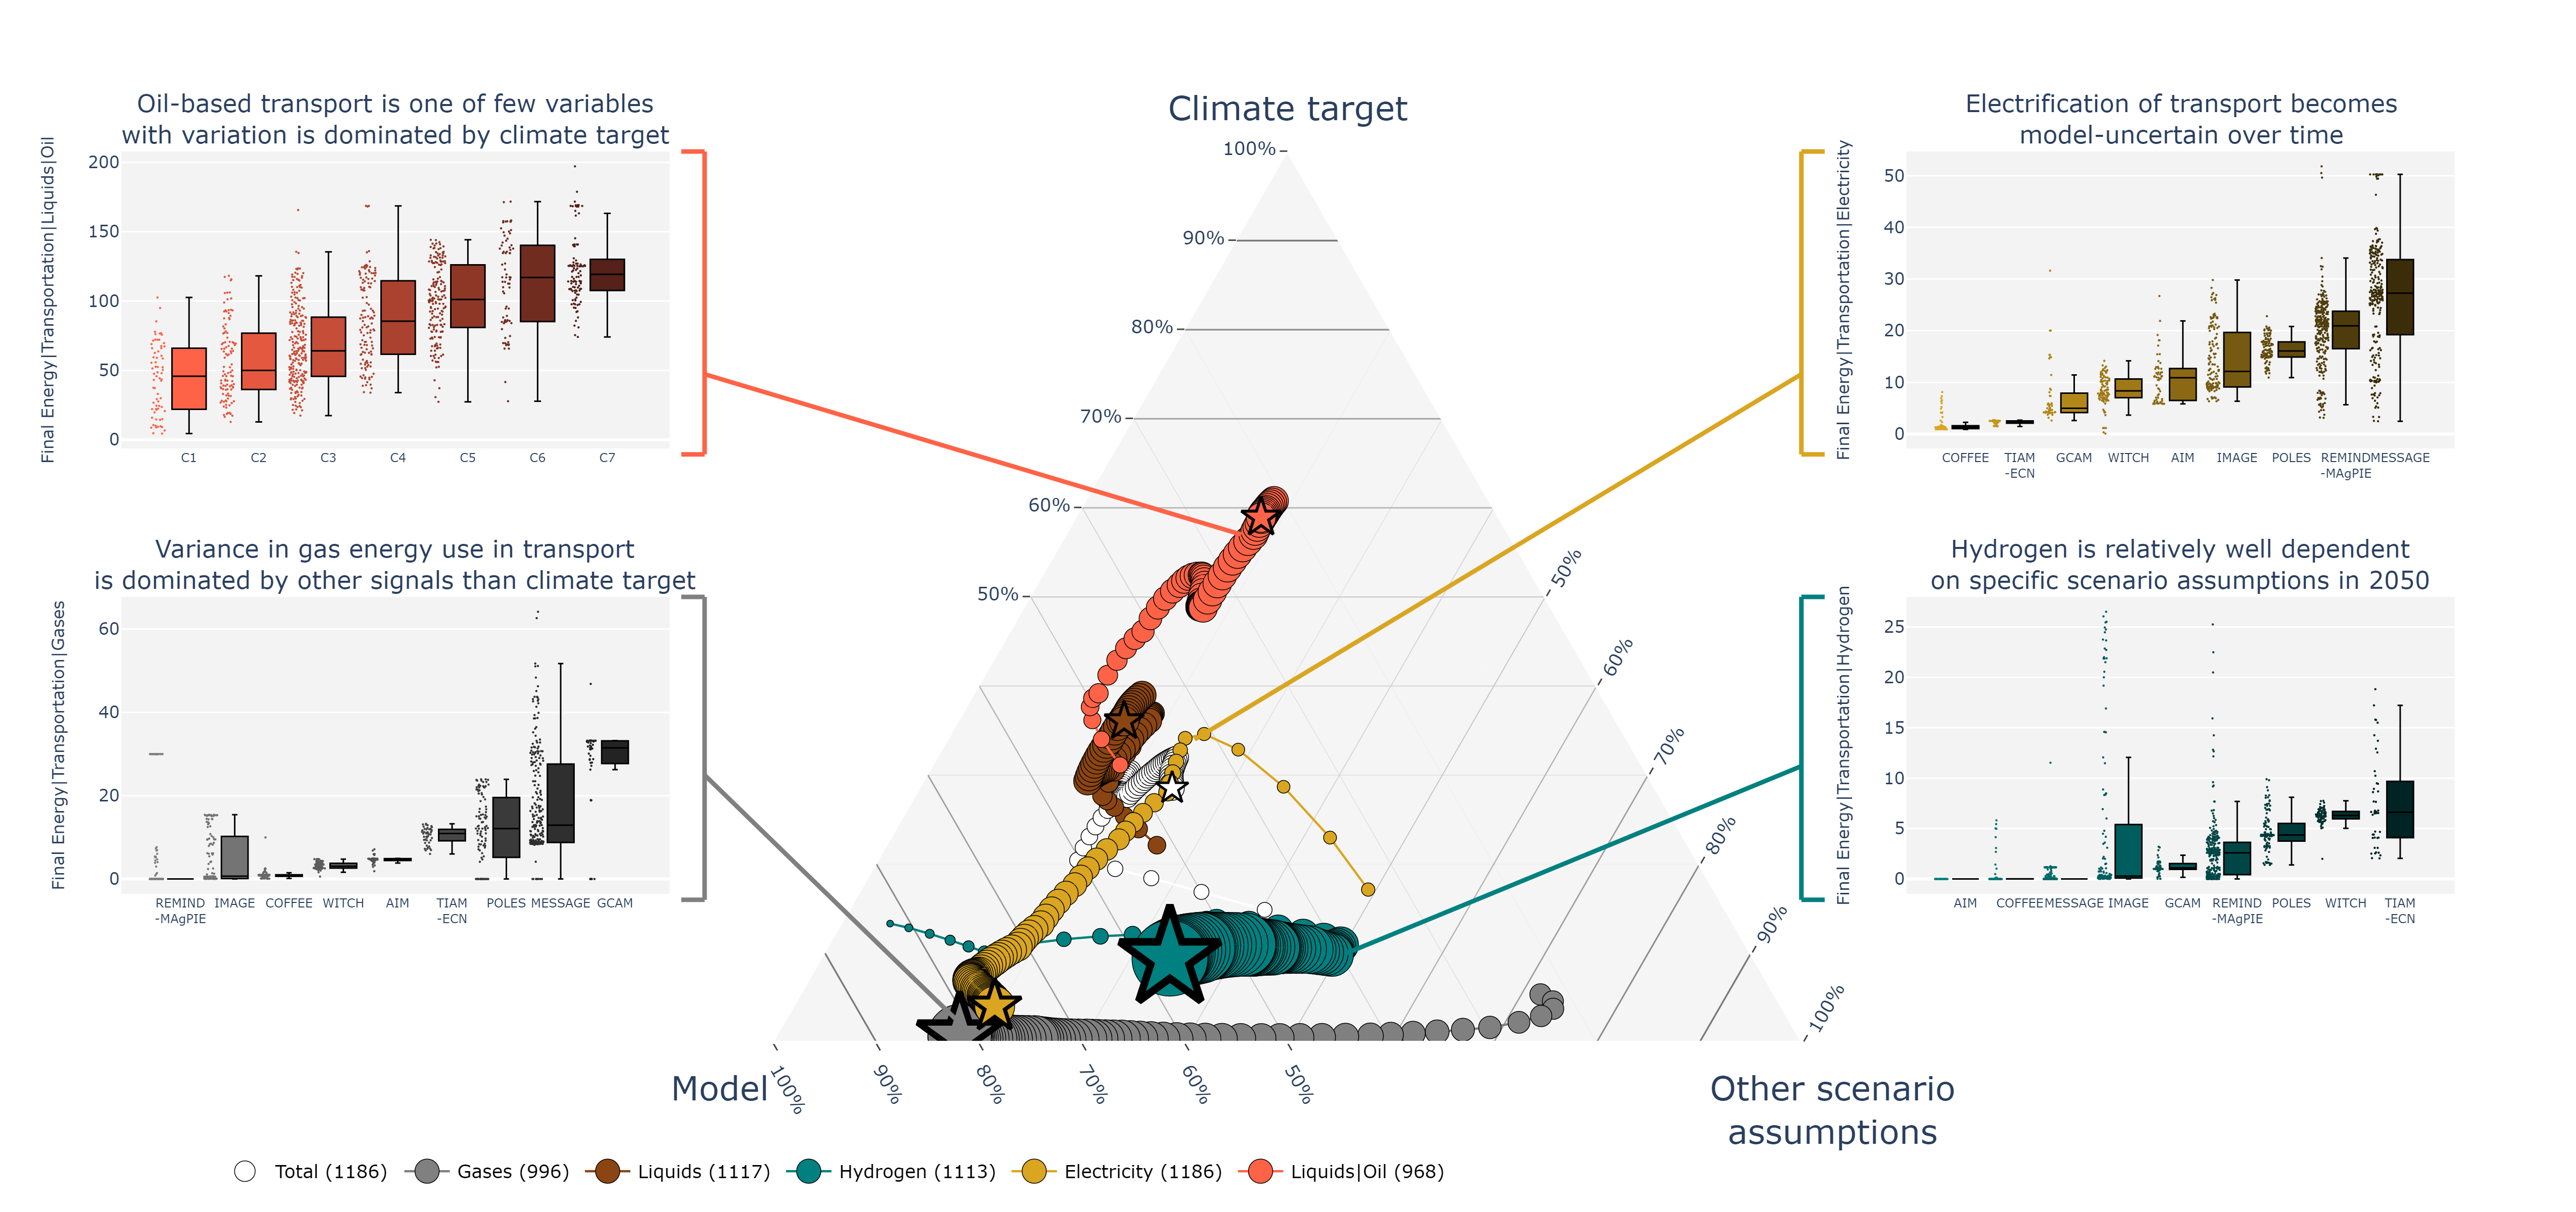 Oil-based transport is one of few variables
with variation is dominated by climate target
Final Energy|Transportation|Liquids|Oil
200
150
100
50
0
C1 C2 C3 C4 C5 C6 C7
Variance in gas energy use in transport
is dominated by other signals than climate target
Final Energy|Transportation|Gases
60
40
20
0
REMIND IMAGE COFFEE WITCH AIM TIAM POLES MESSAGE GCAM
-MAgPIE -ECN
Climate target
100%
90%
80%
70%
60%
50%
50%
60%
70%
80%
90%
100%
100% 90% 80% 70% 60% 50%
Model
Other scenario
assumptions
Electrification of transport becomes
model-uncertain over time
Final Energy|Transportation|Electricity
50
40
30
20
10
0
COFFEE TIAM GCAM WITCH AIM IMAGE POLES REMIND MESSAGE
-ECN -MAgPIE
Hydrogen is relatively well dependent
on specific scenario assumptions in 2050
Final Energy|Transportation|Hydrogen
25
20
15
10
5
0
AIM COFFEE MESSAGE IMAGE GCAM REMIND POLES WITCH TIAM
-MAgPIE -ECN
Total (1186) Gases (996) Liquids (1117) Hydrogen (1113) Electricity (1186) Liquids|Oil (968)